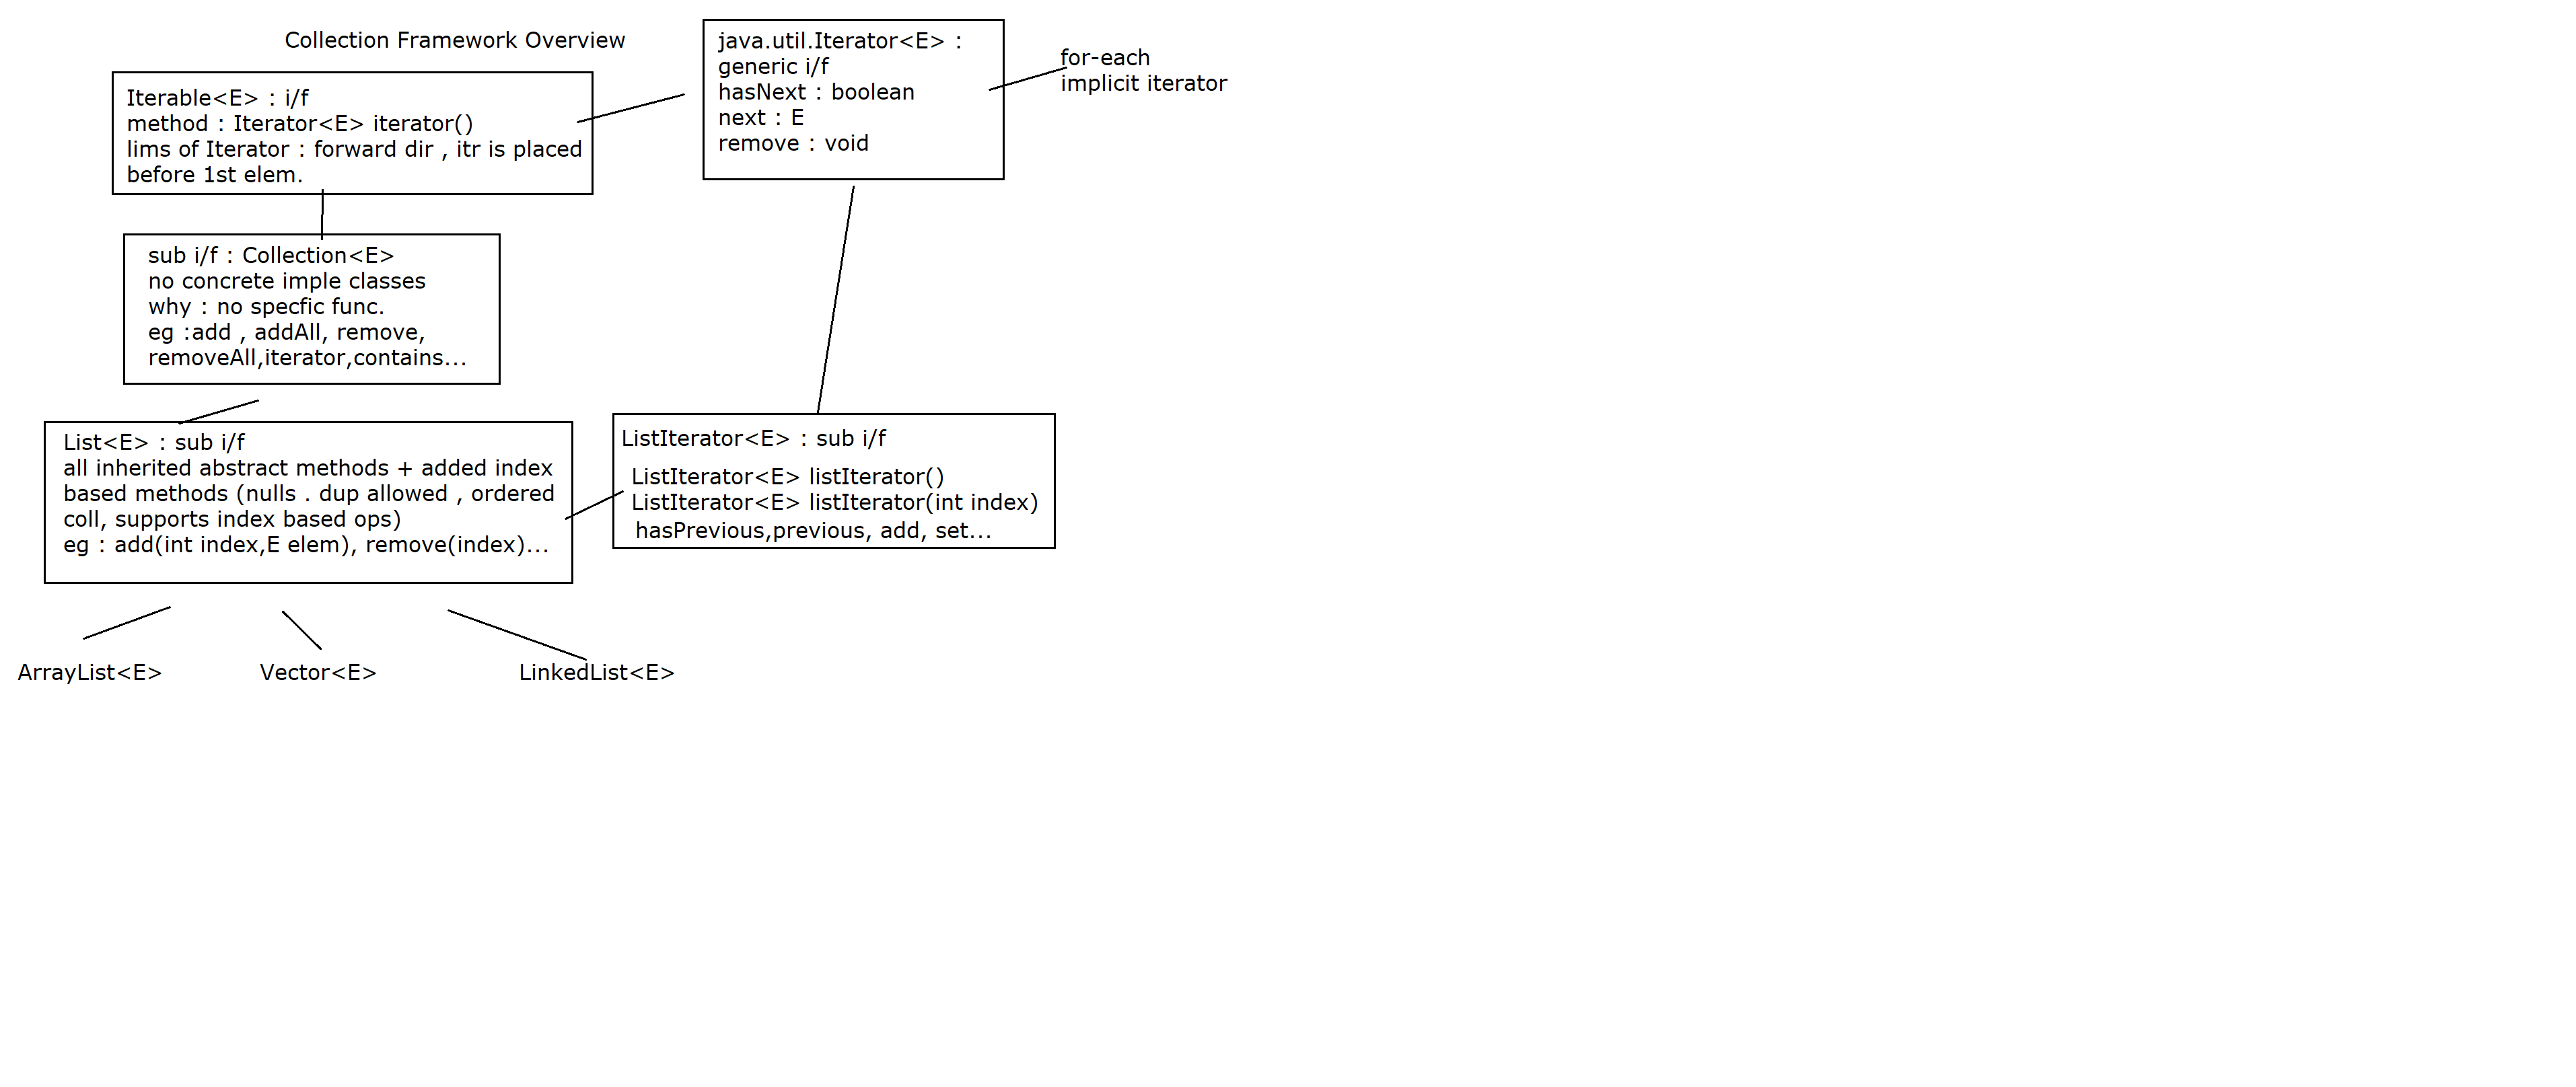 Collection Framework Overview
java.util.Iterator<E> :
generic i/f
hasNext : boolean
next : E
remove : void
for-each
implicit iterator
Iterable<E> : i/f
method : Iterator<E> iterator()
lims of Iterator : forward dir , itr is placed
before 1st elem.
sub i/f : Collection<E>
no concrete imple classes
why : no specfic func.
eg :add , addAll, remove,
removeAll,iterator,contains...
List<E> : sub i/f
all inherited abstract methods + added index
based methods (nulls . dup allowed , ordered
coll, supports index based ops)
eg : add(int index,E elem), remove(index)...
ListIterator<E> : sub i/f
ListIterator<E> listIterator()
ListIterator<E> listIterator(int index)
hasPrevious,previous, add, set...
ArrayList<E>
Vector<E>
LinkedList<E>